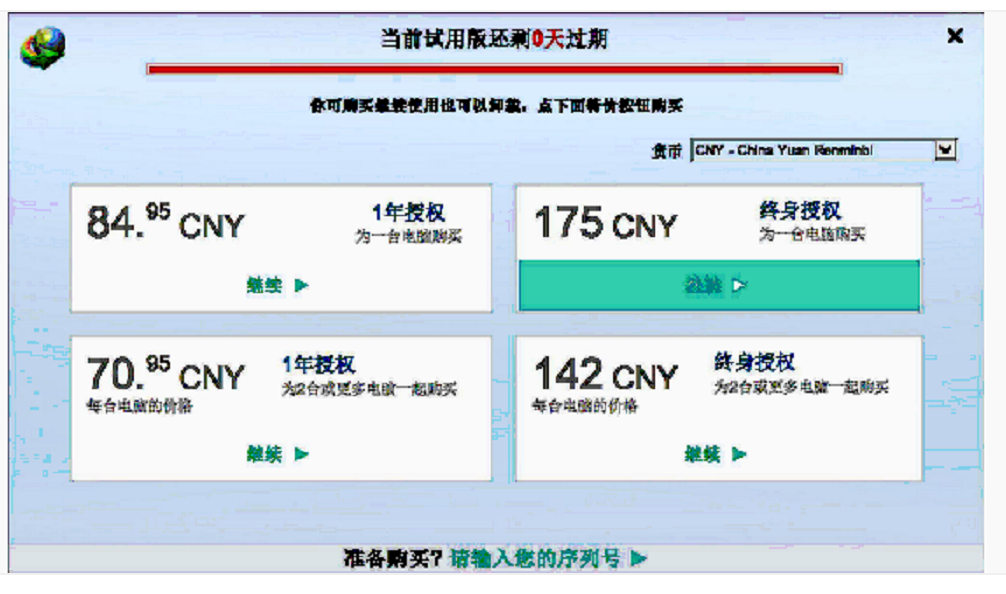 当前试用版还剩0天过期
你可购买继续使用也可以卸载，点下面特价按钮购买
货币 CNY - China Yuan Renminbi
84.95 CNY
1年授权
为一台电脑购买
继续
175 CNY
终身授权
为一台电脑购买
继续
70.95 CNY
每台电脑的价格
1年授权
为2台或更多电脑一起购买
继续
142 CNY
每台电脑的价格
终身授权
为2台或更多电脑一起购买
继续
准备购买? 请输入您的序列号